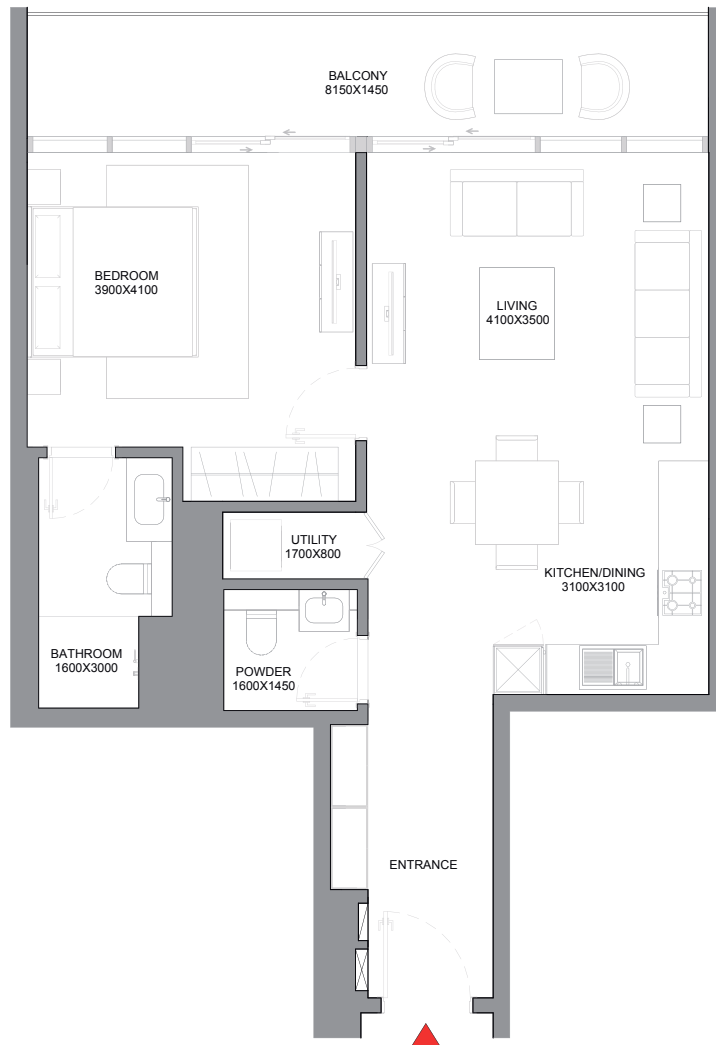 BALCONY
8150X1450
BEDROOM
3900X4100
LIVING
4100X3500
UTILITY
1700X800
KITCHEN/DINING
3100X3100
BATHROOM
1600X3000
POWDER
1600X1450
ENTRANCE